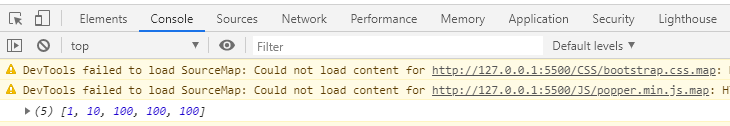 Elements Console Sources Network Performance Memory Application Security Lighthouse
top Filter Default levels
DevTools failed to load SourceMap: Could not load content for http://127.0.0.1:5500/CSS/bootstrap.css.map:
DevTools failed to load SourceMap: Could not load content for http://127.0.0.1:5500/JS/popper.min.js.map: H
(5) [1, 10, 100, 100, 100]